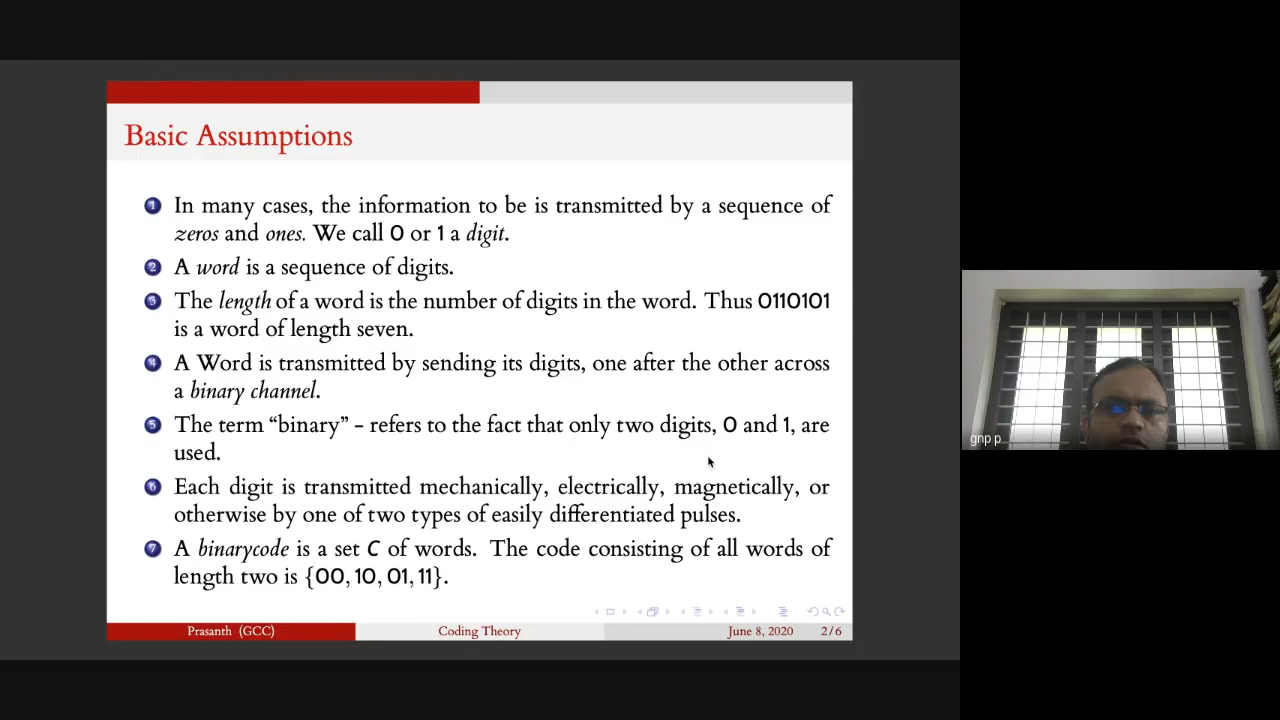 Basic Assumptions
1 In many cases, the information to be is transmitted by a sequence of
zeros and ones. We call 0 or 1 a digit.
2 A word is a sequence of digits.
3 The length of a word is the number of digits in the word. Thus 0110101
is a word of length seven.
4 A Word is transmitted by sending its digits, one after the other across
a binary channel.
5 The term “binary” - refers to the fact that only two digits, 0 and 1, are
used.
6 Each digit is transmitted mechanically, electrically, magnetically, or
otherwise by one of two types of easily differentiated pulses.
7 A binarycode is a set C of words. The code consisting of all words of
length two is {00, 10, 01, 11}.
Prasanth (GCC) Coding Theory June 8, 2020 2/6
gnp p